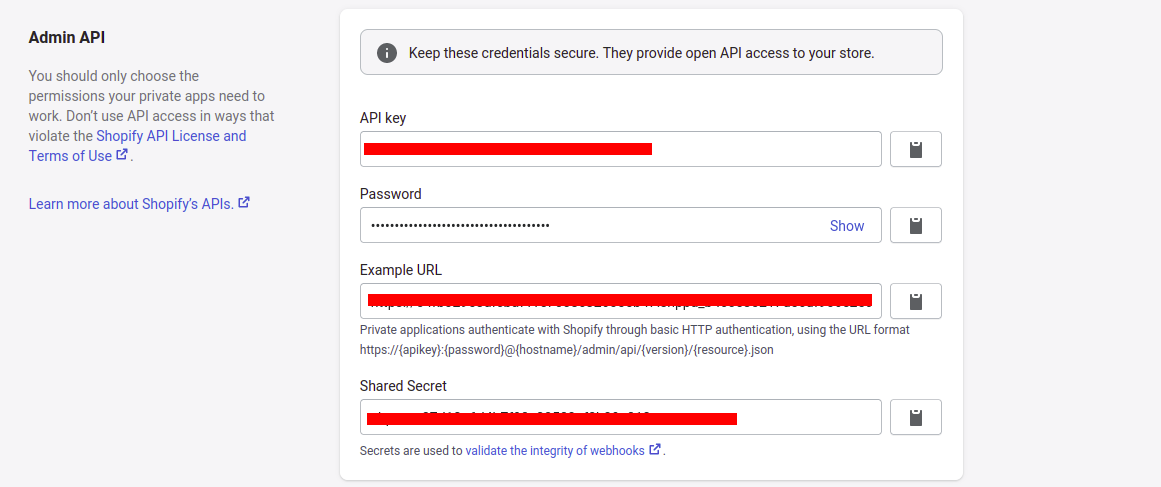 Admin API
You should only choose the
permissions your private apps need to
work. Don't use API access in ways that
violate the Shopify API License and
Terms of Use.
Learn more about Shopify's APIs.
Keep these credentials secure. They provide open API access to your store.
API key
Password
••••••••••••••••••••••••••••••••••••••
Show
Example URL
Private applications authenticate with Shopify through basic HTTP authentication, using the URL format
https://{apikey}:{password}@{hostname}/admin/api/{version}/{resource}.json
Shared Secret
Secrets are used to validate the integrity of webhooks.